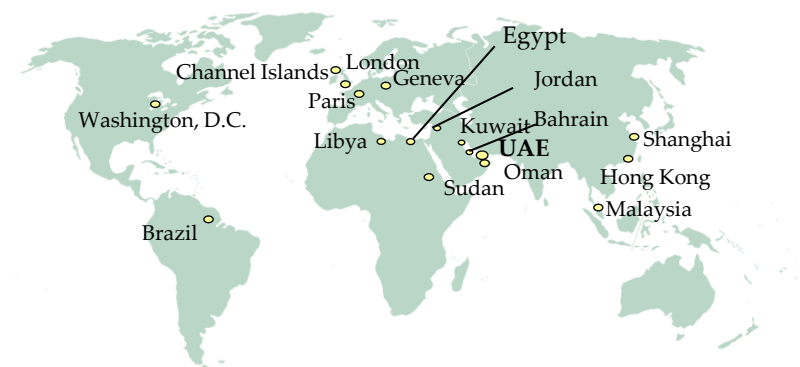 Egypt
London
Channel Islands
Geneva
Jordan
Paris
Washington, D.C.
Kuwait
Bahrain
Libya
UAE
Shanghai
Oman
Hong Kong
Sudan
Malaysia
Brazil